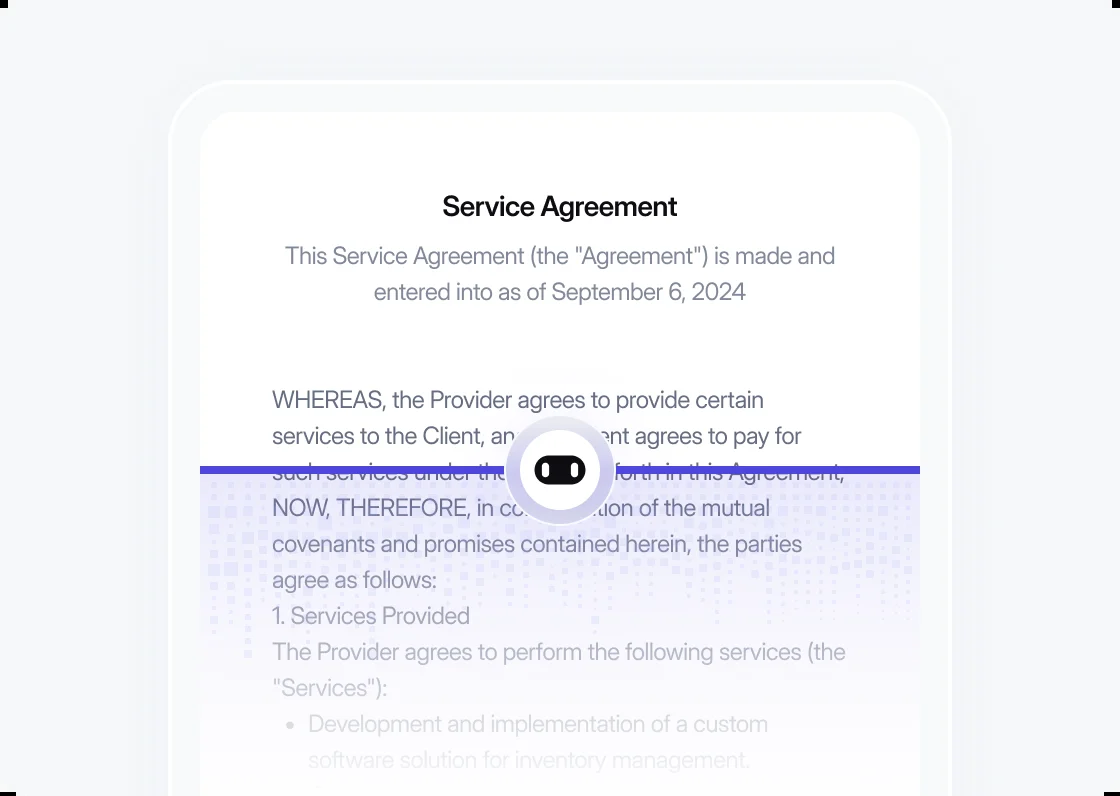 Service Agreement
This Service Agreement (the "Agreement") is made and
entered into as of September 6, 2024
WHEREAS, the Provider agrees to provide certain
services to the Client, an ent agrees to pay for
such services under the forth in this Agreement,
NOW, THEREFORE, in co tion of the mutual
covenants and promises contained herein, the parties
agree as follows:
1. Services Provided
The Provider agrees to perform the following services (the
"Services"):
• Development and implementation of a custom
software solution for inventory management.